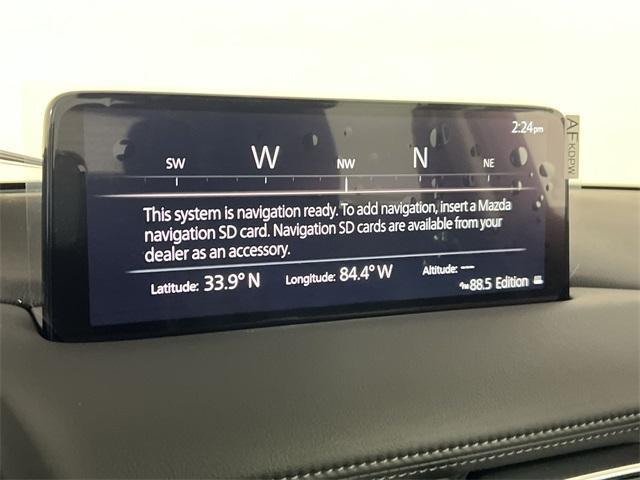 2:24pm
SW W NW N NE
This system is navigation ready. To add navigation, insert a Mazda
navigation SD card. Navigation SD cards are available from your
dealer as an accessory.
Latitude: 33.9° N Longitude: 84.4° W Altitude: ---
FM 88.5 Edition
AFKDPW